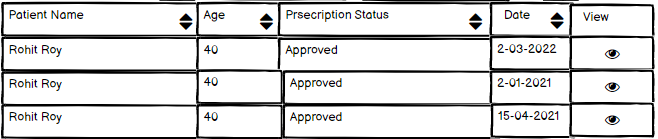 Patient Name Age Prsecription Status Date View
Rohit Roy 40 Approved 2-03-2022
Rohit Roy 40 Approved 2-01-2021
Rohit Roy 40 Approved 15-04-2021